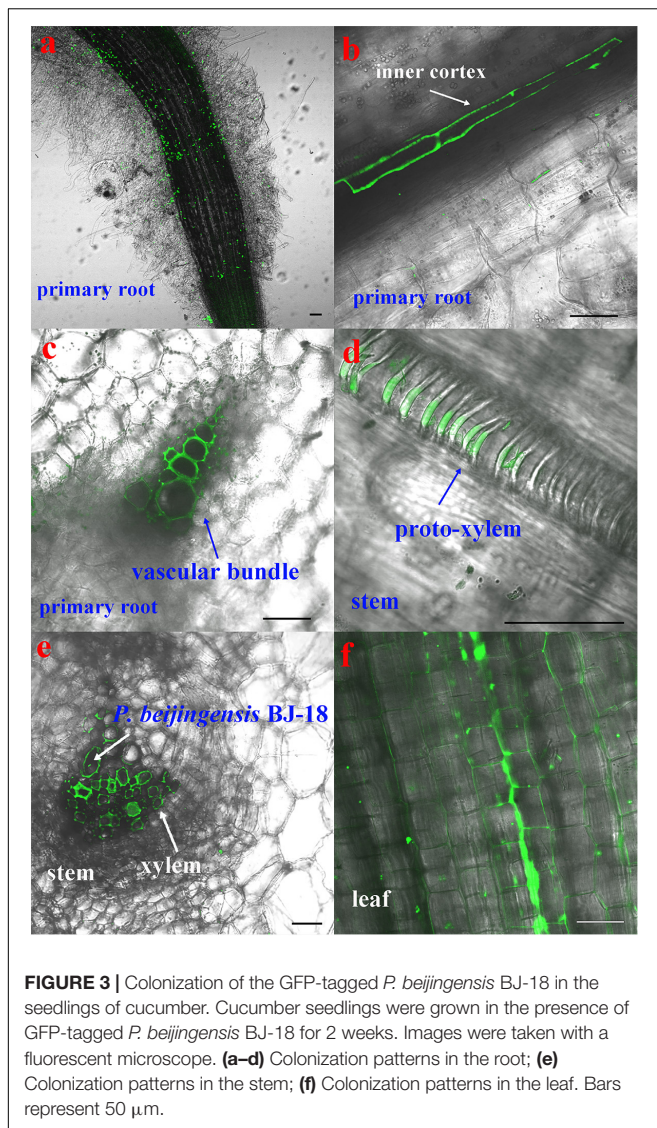 a
b
inner cortex
primary root
primary root
c
d
vascular bundle
primary root
proto-xylem
stem
e
f
P. beijingensis BJ-18
stem
xylem
leaf
FIGURE 3 | Colonization of the GFP-tagged P. beijingensis BJ-18 in the
seedlings of cucumber. Cucumber seedlings were grown in the presence of
GFP-tagged P. beijingensis BJ-18 for 2 weeks. Images were taken with a
fluorescent microscope. (a–d) Colonization patterns in the root; (e)
Colonization patterns in the stem; (f) Colonization patterns in the leaf. Bars
represent 50 μm.